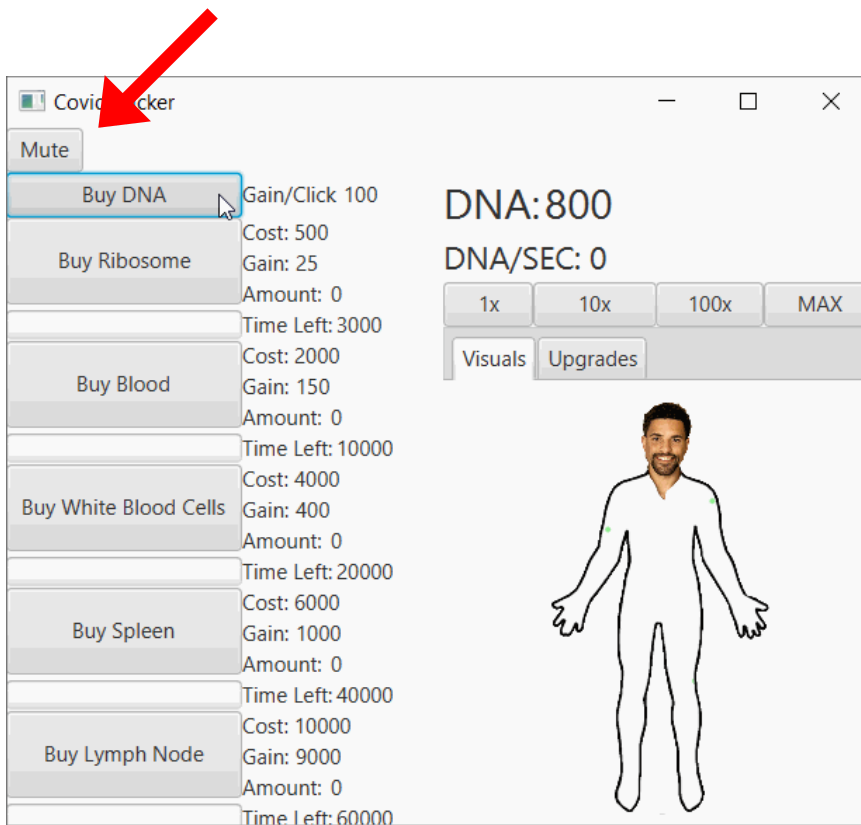 Covid
cker
Mute
Buy DNA
Gain/Click 100
Buy Ribosome
Cost: 500
Gain: 25
Amount: 0
Time Left: 3000
Buy Blood
Cost: 2000
Gain: 150
Amount: 0
Time Left: 10000
Buy White Blood Cells
Cost: 4000
Gain: 400
Amount: 0
Time Left: 20000
Buy Spleen
Cost: 6000
Gain: 1000
Amount: 0
Time Left: 40000
Buy Lymph Node
Cost: 10000
Gain: 9000
Amount: 0
Time Left: 60000
DNA: 800
DNA/SEC: 0
1x 10x 100x MAX
Visuals Upgrades